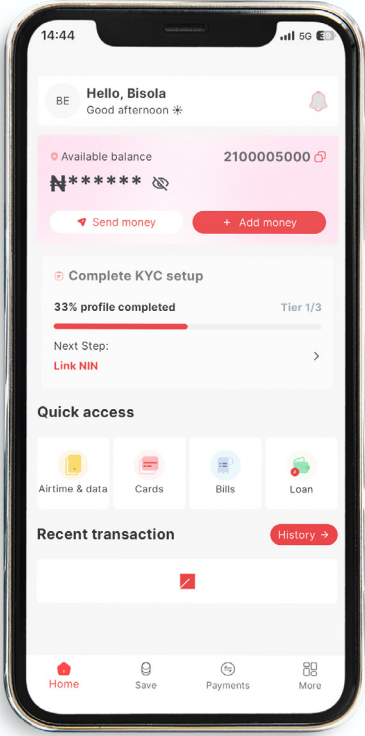 14:44
5G 39
BE
Hello, Bisola
Good afternoon
Available balance
2100005000
₦******
Send money
+ Add money
Complete KYC setup
33% profile completed
Tier 1/3
Next Step:
Link NIN
Quick access
Airtime & data
Cards
Bills
Loan
Recent transaction
History →
Home
Save
Payments
More